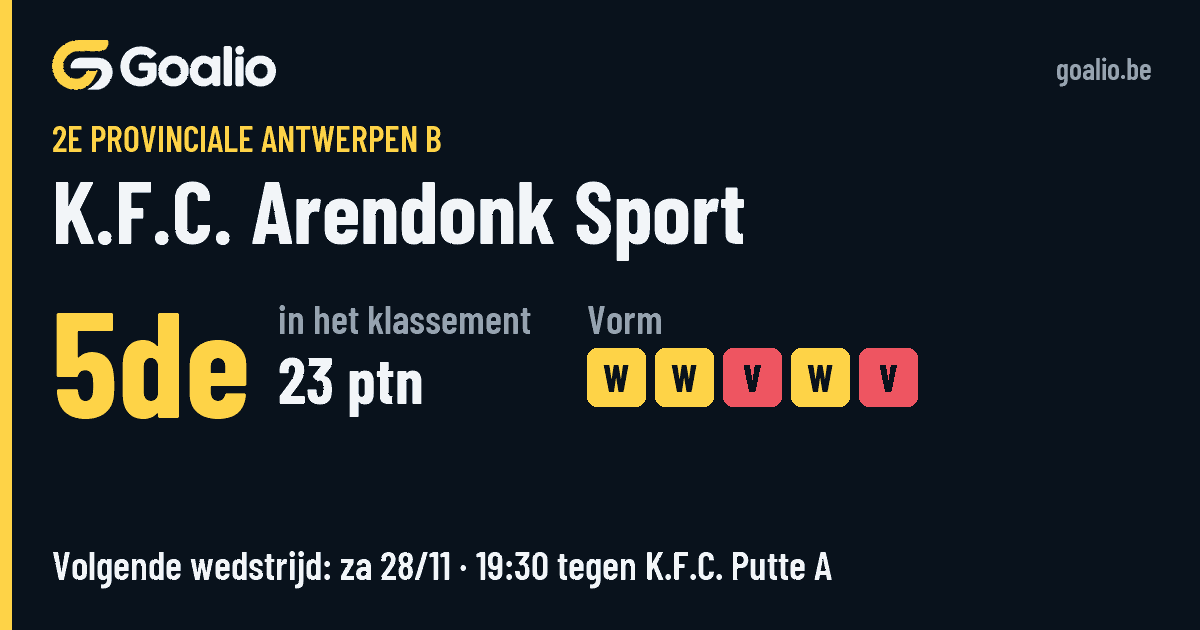 Goalio
goalio.be
2E PROVINCIALE ANTWERPEN B
K.F.C. Arendonk Sport
5de
in het klassement
23 ptn
Vorm
W W V W V
Volgende wedstrijd: za 28/11 · 19:30 tegen K.F.C. Putte A